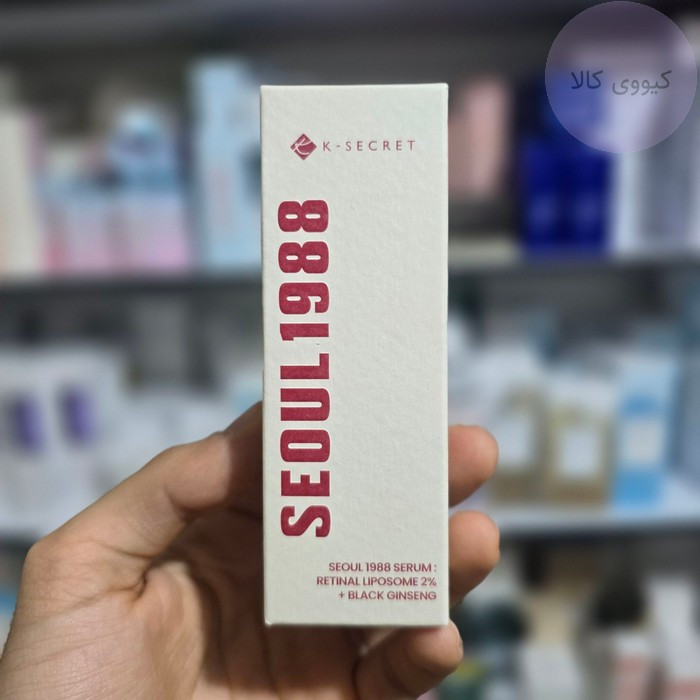 کیووی کالا
K-SECRET
SEOUL1988
SEOUL 1988 SERUM :
RETINAL LIPOSOME 2%
+ BLACK GINSENG